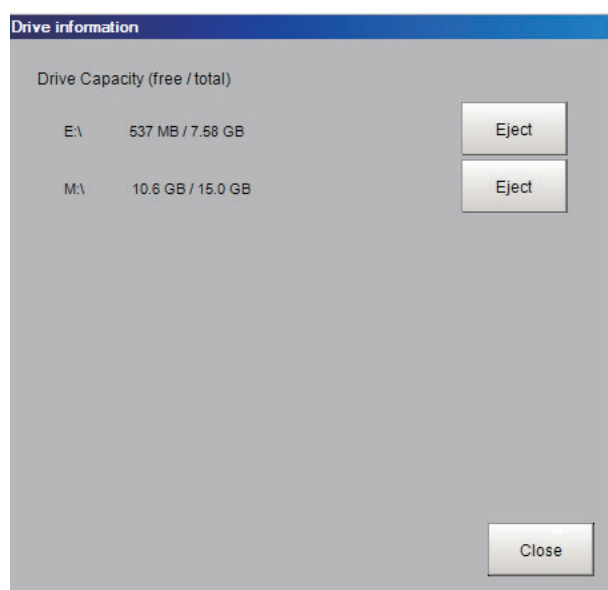 Drive information
Drive Capacity (free / total)
E:\ 537 MB / 7.58 GB Eject
M:\ 10.6 GB / 15.0 GB Eject
Close